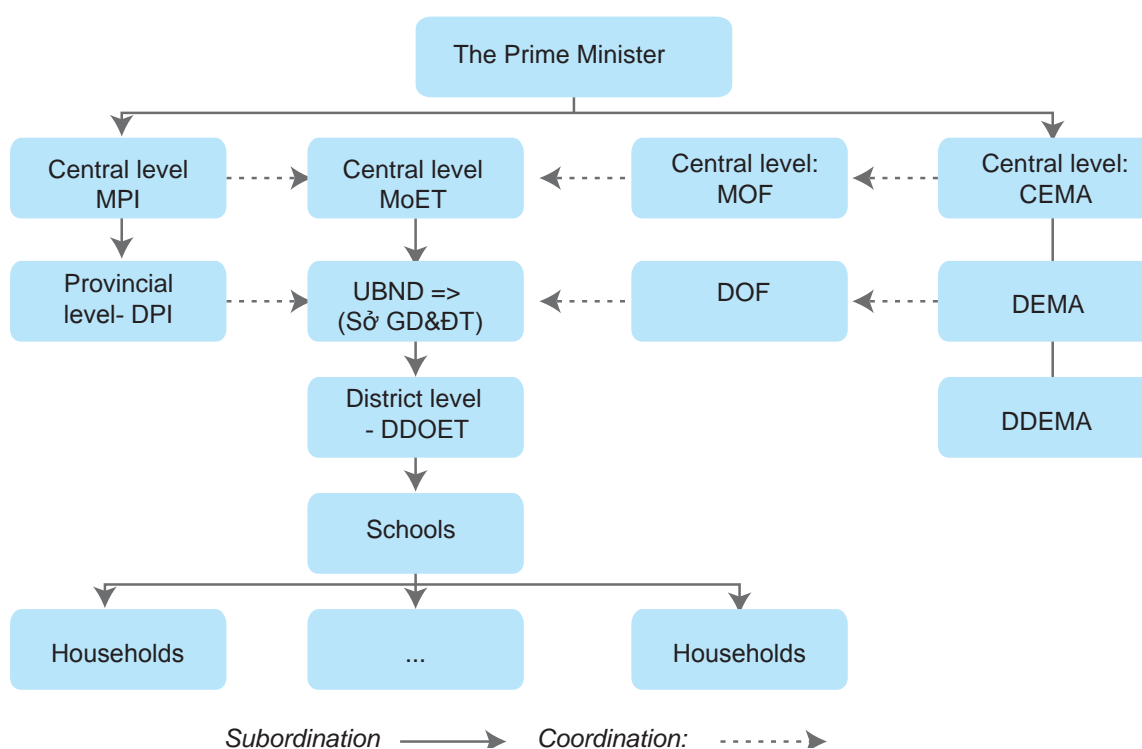 The Prime Minister
Central level
MPI
Central level
MoET
Central level:
MOF
Central level:
CEMA
Provincial
level- DPI
UBND =>
(Sở GD&ĐT)
DOF
DEMA
District level
- DDOET
DDEMA
Schools
Households
...
Households
Subordination
Coordination: